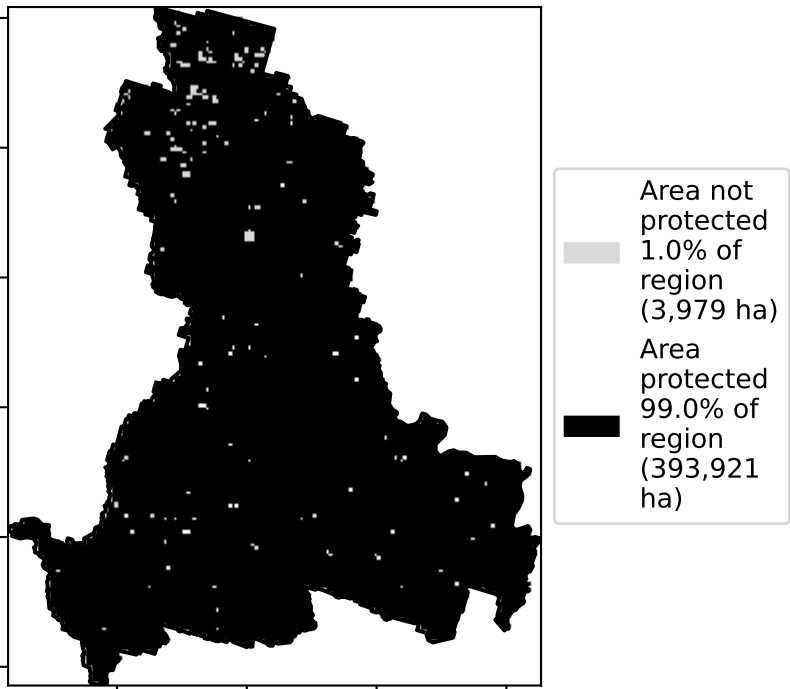 Area not
protected
1.0% of
region
(3,979 ha)
Area
protected
99.0% of
region
(393,921
ha)